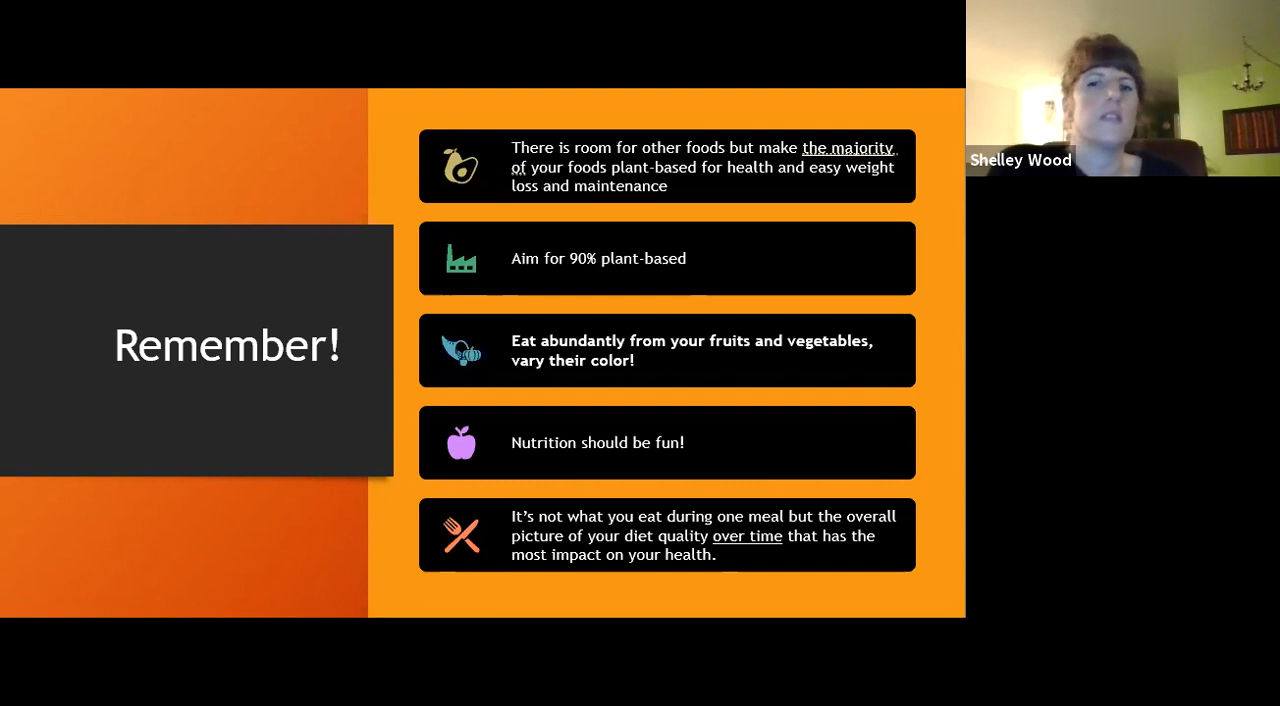 Remember!
There is room for other foods but make the majority
of your foods plant-based for health and easy weight
loss and maintenance
Aim for 90% plant-based
Eat abundantly from your fruits and vegetables,
vary their color!
Nutrition should be fun!
It’s not what you eat during one meal but the overall
picture of your diet quality over time that has the
most impact on your health.
Shelley Wood